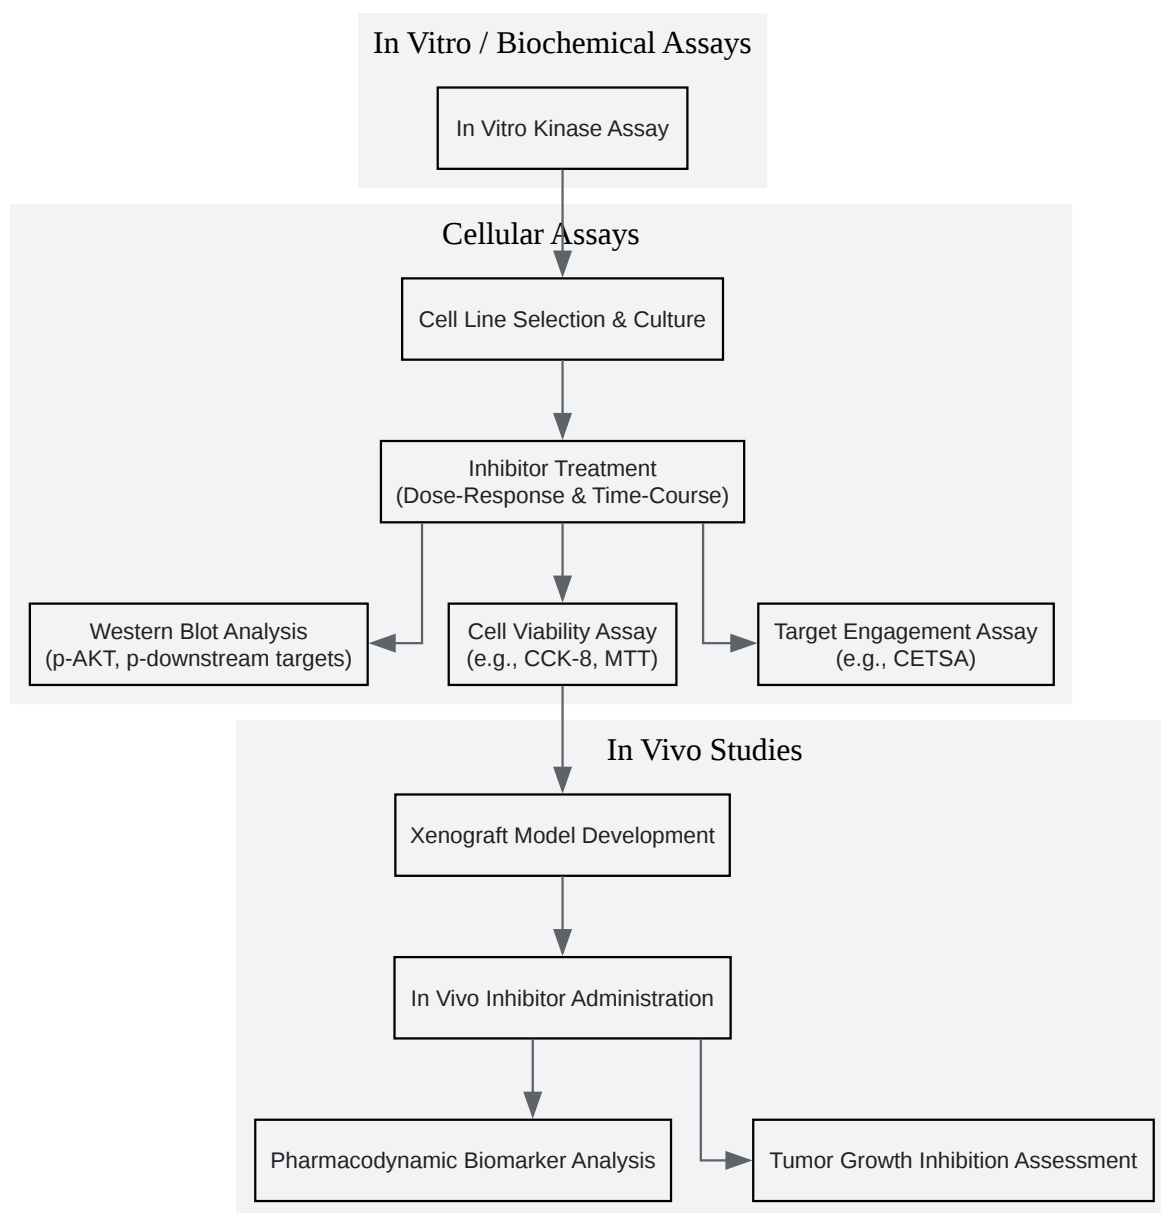 In Vitro / Biochemical Assays
In Vitro Kinase Assay
Cellular Assays
Cell Line Selection & Culture
Inhibitor Treatment
(Dose-Response & Time-Course)
Western Blot Analysis
(p-AKT, p-downstream targets)
Cell Viability Assay
(e.g., CCK-8, MTT)
Target Engagement Assay
(e.g., CETSA)
In Vivo Studies
Xenograft Model Development
In Vivo Inhibitor Administration
Pharmacodynamic Biomarker Analysis
Tumor Growth Inhibition Assessment